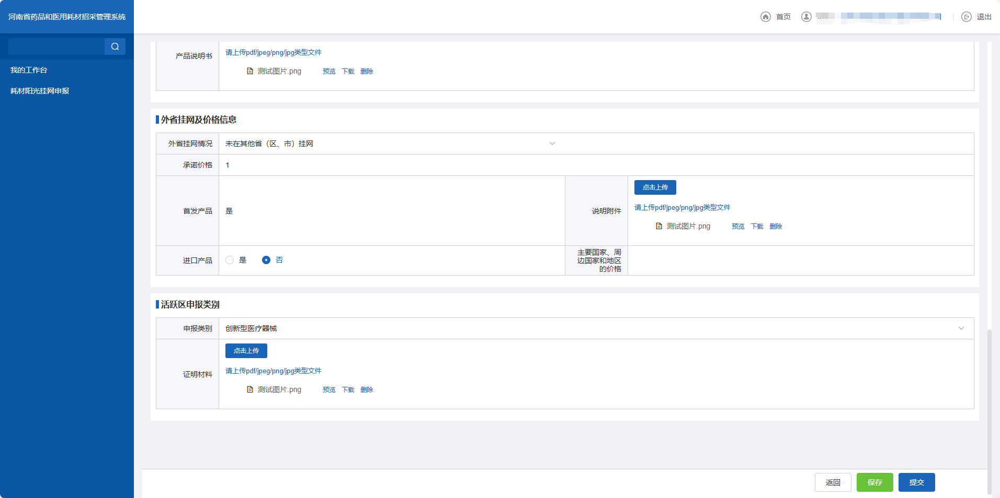 河南省药品和医用耗材招采管理系统
首页
退出
我的工作台
耗材阳光挂网申报
产品说明书
请上传pdf/jpeg/png/jpg类型文件
测试图片.png 预览 下载 删除
外省挂网及价格信息
外省挂网情况 未在其他省（区、市）挂网
承诺价格 1
首发产品 是
说明附件
点击上传
请上传pdf/jpeg/png/jpg类型文件
测试图片.png 预览 下载 删除
进口产品 是 否
主要国家、周
边国家和地区
的价格
活跃区申报类别
申报类别 创新型医疗器械
证明材料
点击上传
请上传pdf/jpeg/png/jpg类型文件
测试图片.png 预览 下载 删除
返回 保存 提交